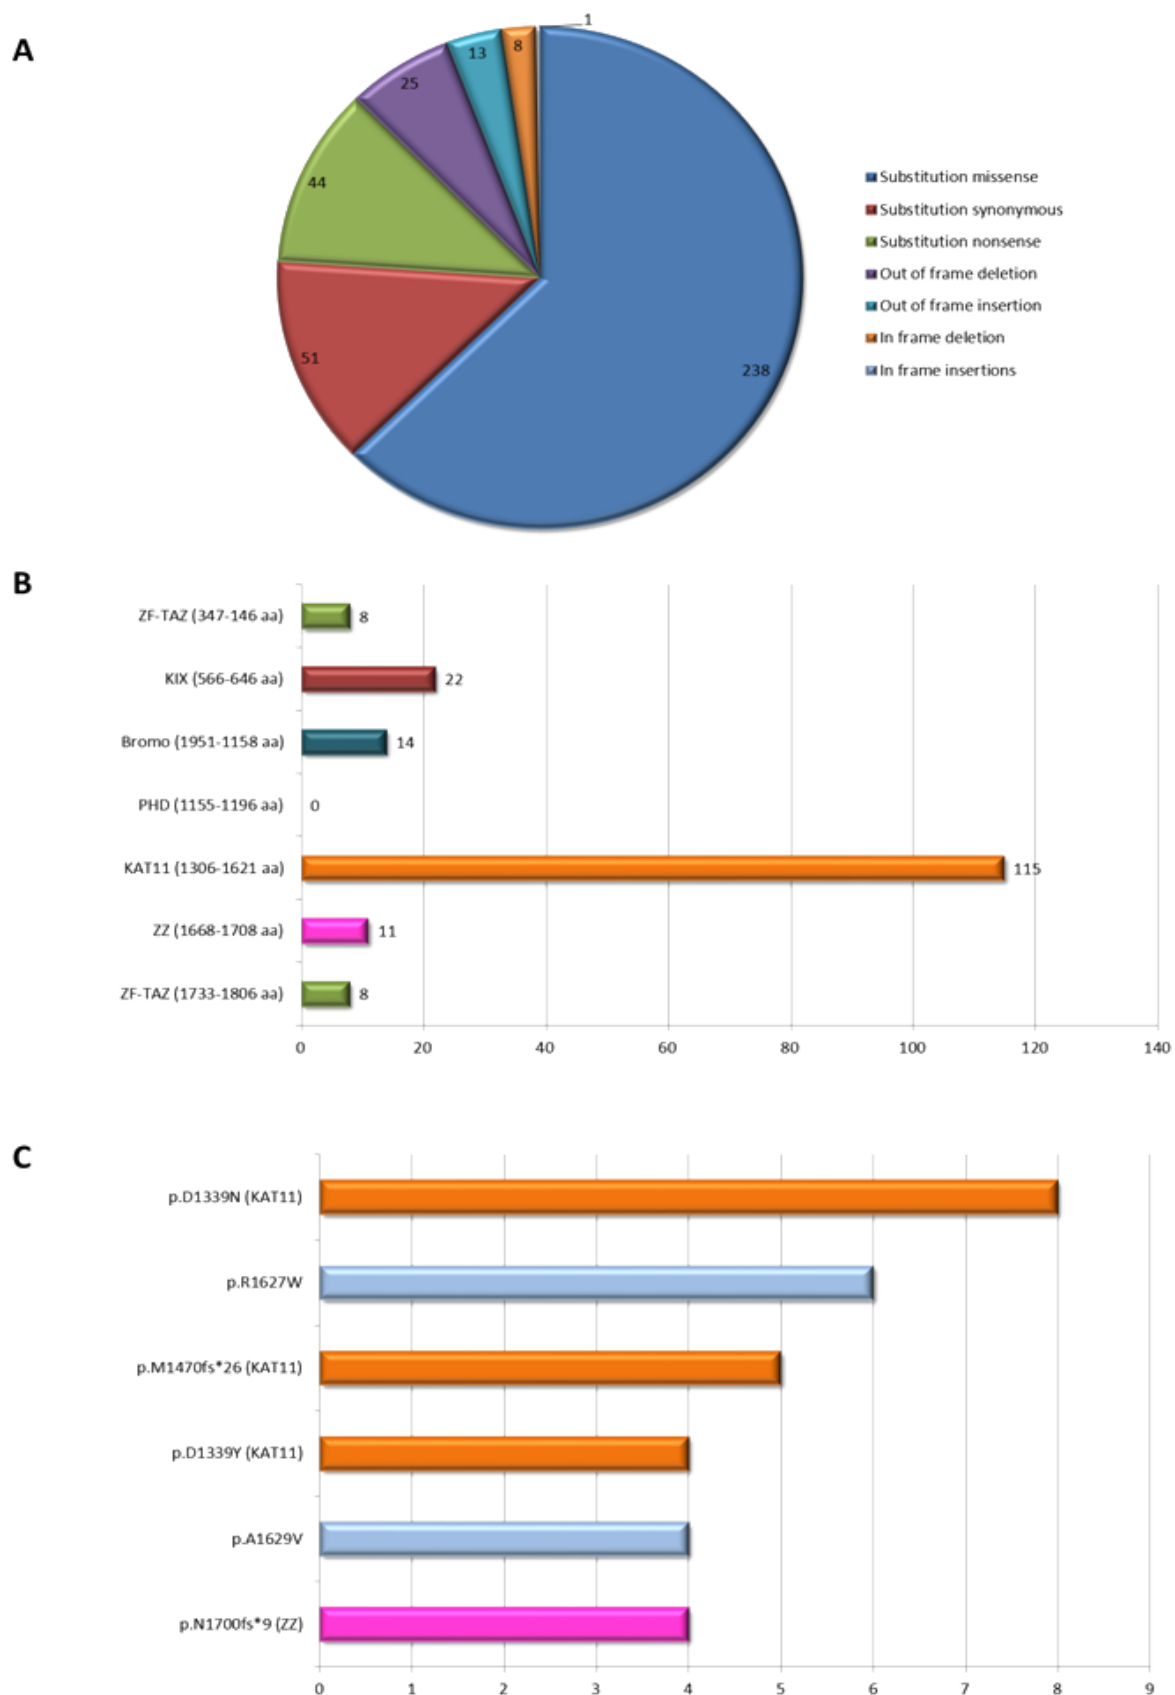 A
1
8
13
25
44
51
238
Substitution missense
Substitution synonymous
Substitution nonsense
Out of frame deletion
Out of frame insertion
In frame deletion
In frame insertions
B
ZF-TAZ (347-146 aa) 8
KIX (566-646 aa) 22
Bromo (1951-1158 aa) 14
PHD (1155-1196 aa) 0
KAT11 (1306-1621 aa) 115
ZZ (1668-1708 aa) 11
ZF-TAZ (1733-1806 aa) 8
0 20 40 60 80 100 120 140
C
p.D1339N (KAT11)
p.R1627W
p.M1470fs*26 (KAT11)
p.D1339Y (KAT11)
p.A1629V
p.N1700fs*9 (ZZ)
0 1 2 3 4 5 6 7 8 9